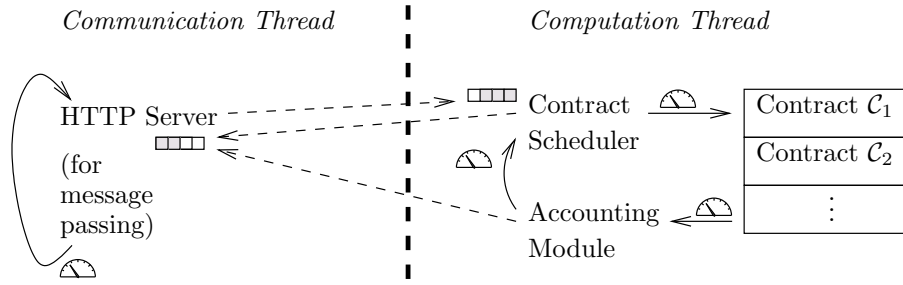 Communication Thread
Computation Thread
HTTP Server
(for
message
passing)
Contract
Scheduler
Accounting
Module
Contract 𝒞₁
Contract 𝒞₂
⋮